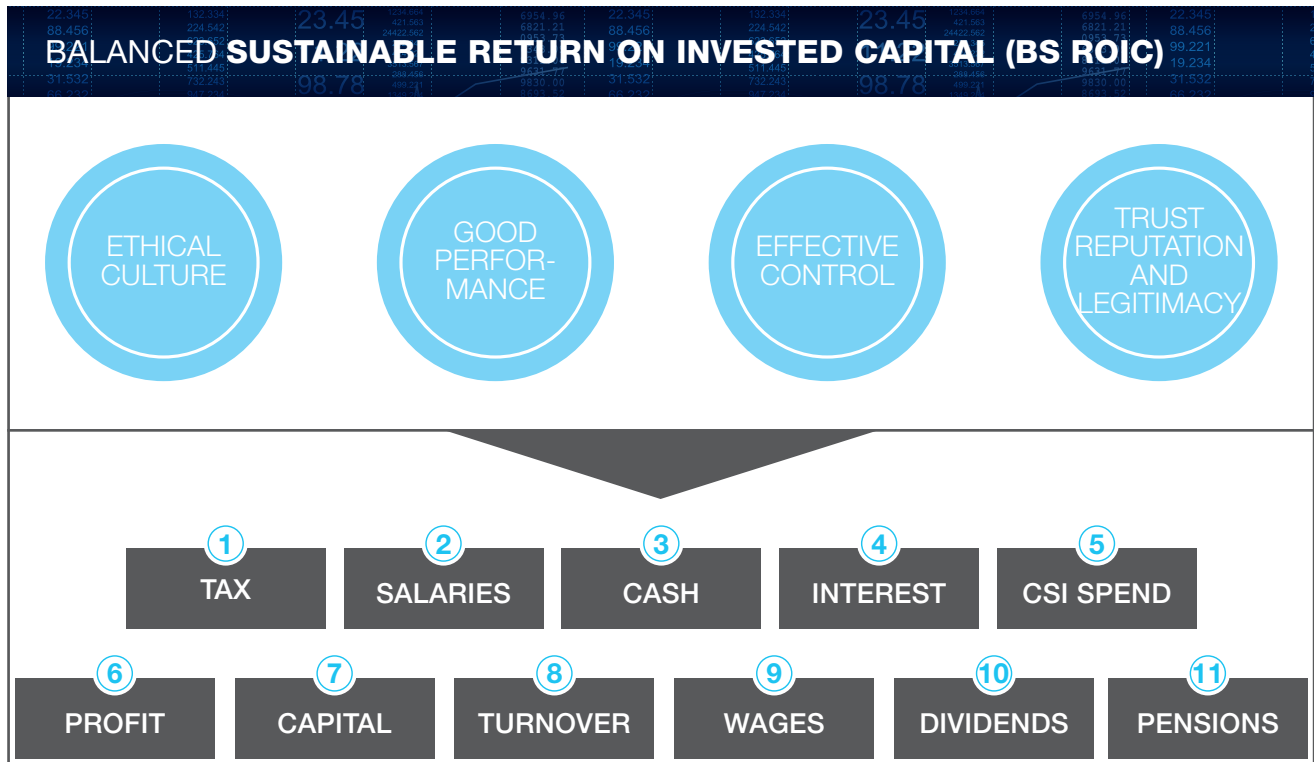 BALANCED SUSTAINABLE RETURN ON INVESTED CAPITAL (BS ROIC)
ETHICAL
CULTURE
GOOD
PERFOR-
MANCE
EFFECTIVE
CONTROL
TRUST
REPUTATION
AND
LEGITIMACY
1
TAX
2
SALARIES
3
CASH
4
INTEREST
5
CSI SPEND
6
PROFIT
7
CAPITAL
8
TURNOVER
9
WAGES
10
DIVIDENDS
11
PENSIONS